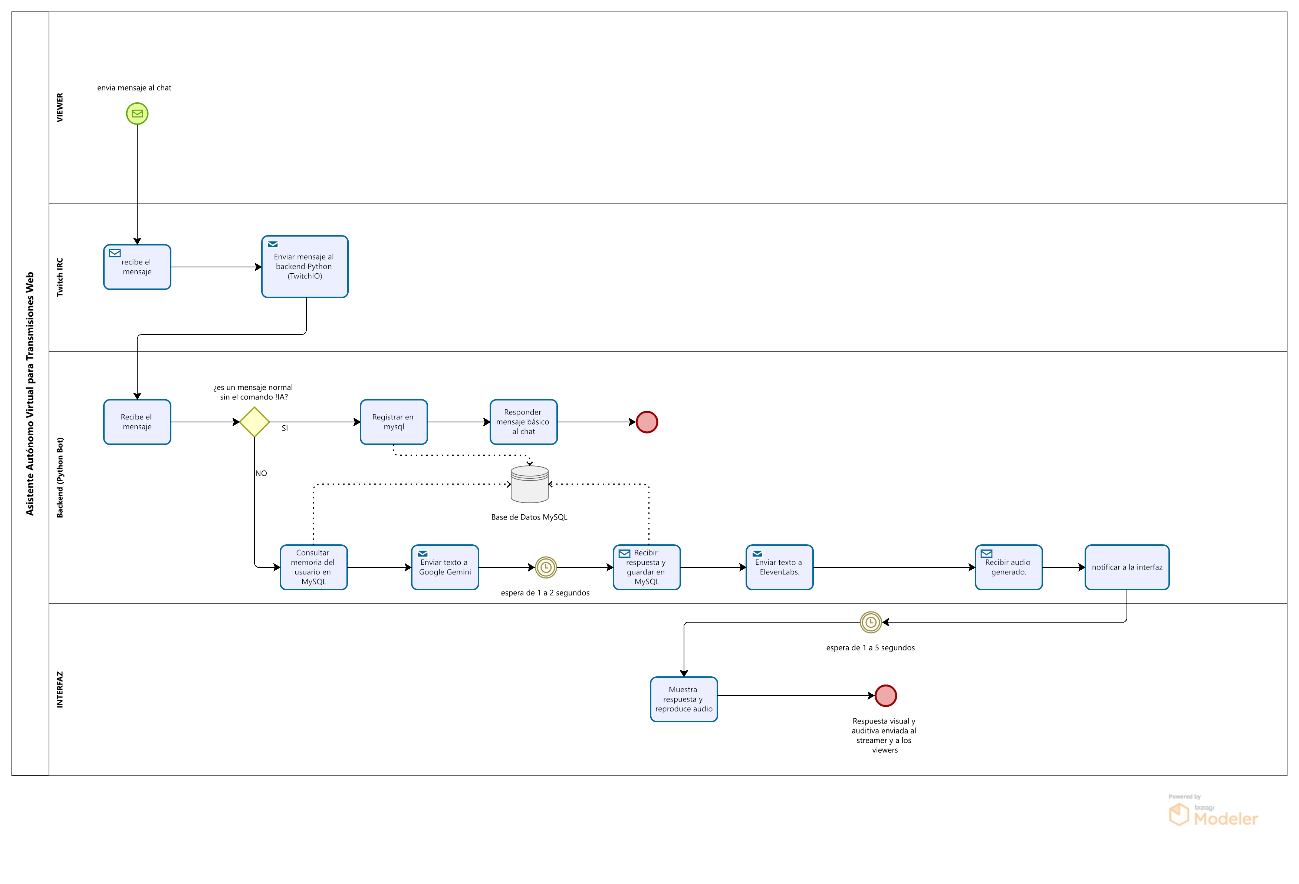 Asistente Autónomo Virtual para Transmisiones Web
VIEWER
envia mensaje al chat
Twitch IRC
recibe el
mensaje
Enviar mensaje al
backend Python
(TwitchIO)
Backend (Python Bot)
Recibe el
mensaje
¿es un mensaje normal
sin el comando !IA?
SI
NO
Registrar en
mysql
Responder
mensaje básico
al chat
Base de Datos MySQL
Consultar
memoria del
usuario en
MySQL
Enviar texto a
Google Gemini
espera de 1 a 2 segundos
Recibir
respuesta y
guardar en
MySQL
Enviar texto a
ElevenLabs.
Recibir audio
generado.
notificar a la interfaz
INTERFAZ
espera de 1 a 5 segundos
Muestra
respuesta y
reproduce audio
Respuesta visual y
auditiva enviada al
streamer y a los
viewers
Powered by
bizagi
Modeler